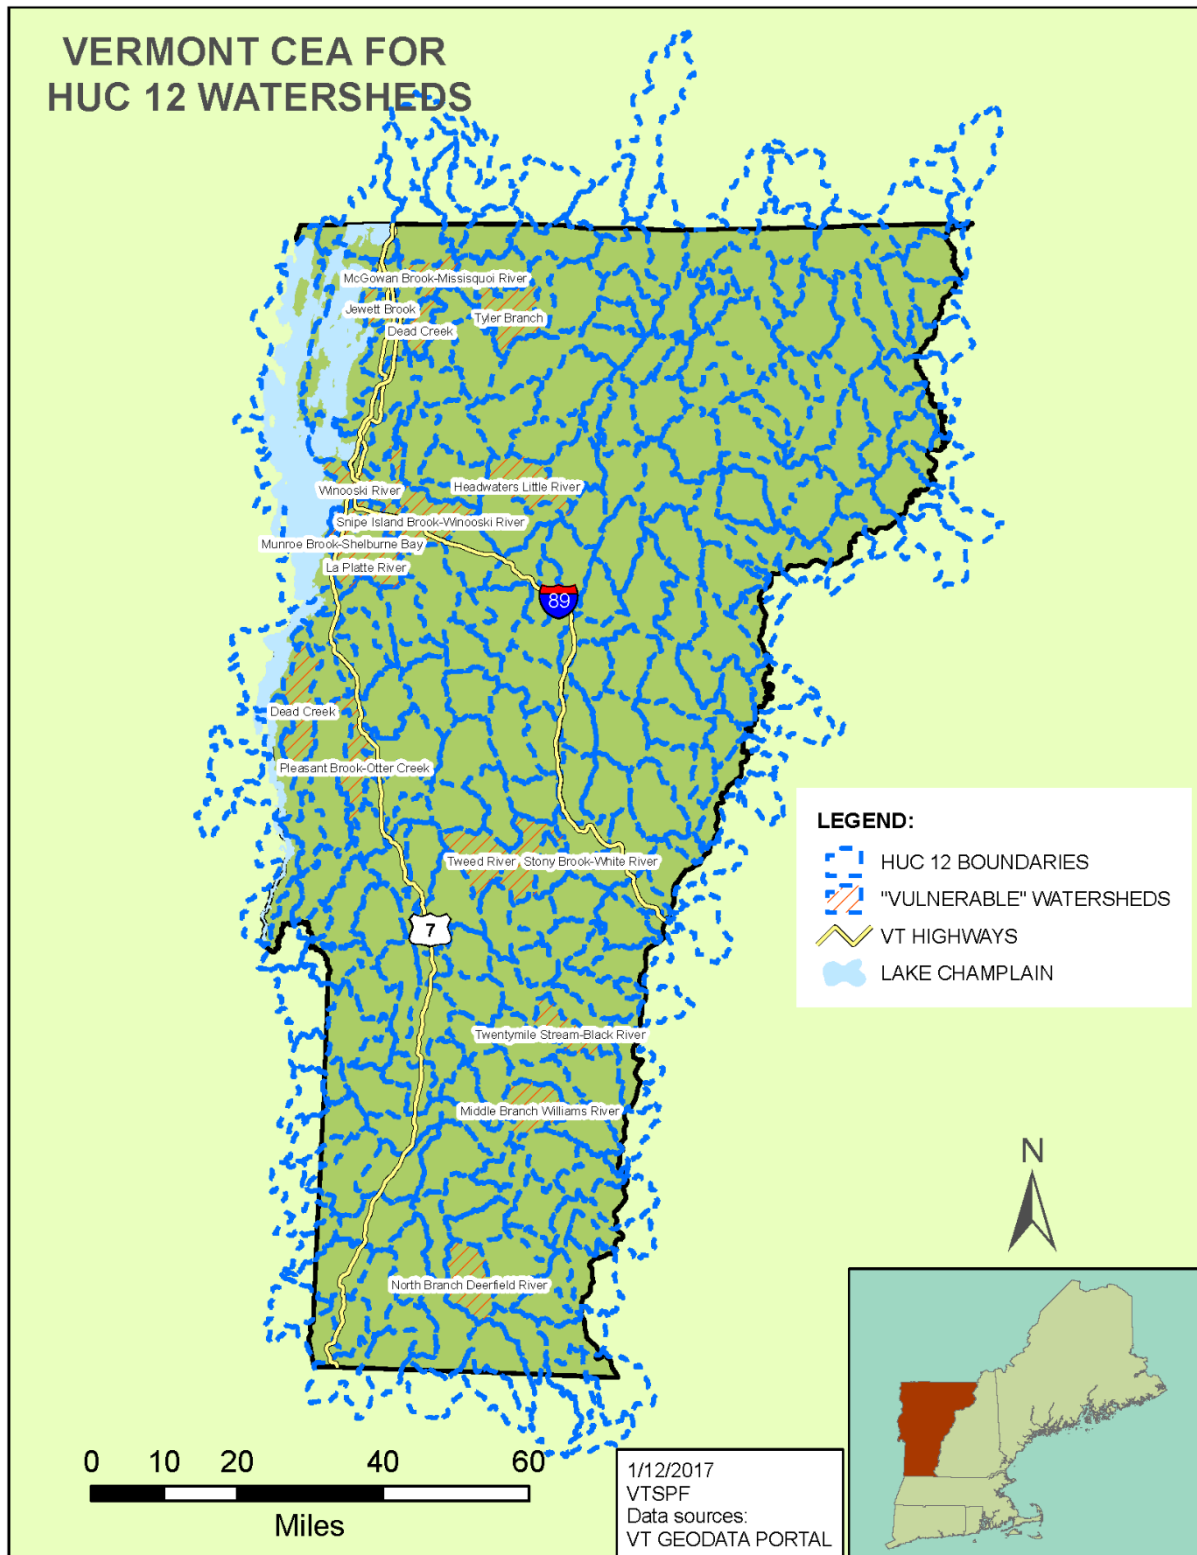 VERMONT CEA FOR
HUC 12 WATERSHEDS
McGowan Brook-Missisquoi River
Jewett Brook
Tyler Branch
Dead Creek
Winooski River
Headwaters Little River
Snipe Island Brook-Winooski River
Munroe Brook-Shelburne Bay
La Platte River
89
Dead Creek
Pleasant Brook-Otter Creek
Tweed River
Stony Brook-White River
7
Twentymile Stream-Black River
Middle Branch Williams River
North Branch Deerfield River
LEGEND:
HUC 12 BOUNDARIES
"VULNERABLE" WATERSHEDS
VT HIGHWAYS
LAKE CHAMPLAIN
N
0 10 20 40 60
Miles
1/12/2017
VTSPF
Data sources:
VT GEODATA PORTAL